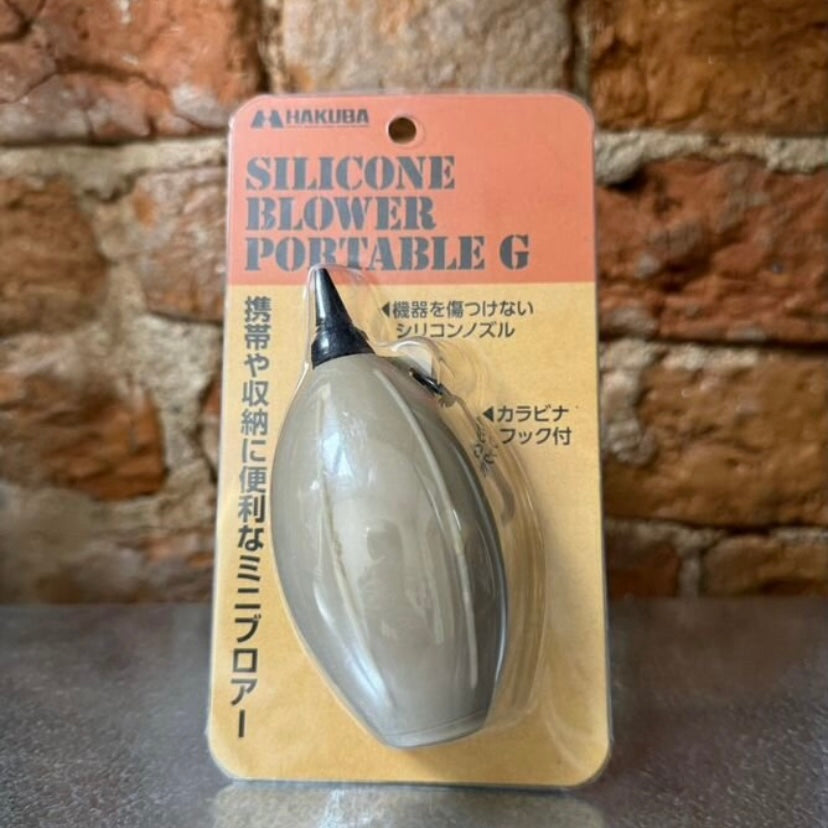 HAKUBA
SILICONE
BLOWER
PORTABLE G
◀機器を傷つけない
シリコンノズル
◀カラビナ
フック付
携帯や収納に便利なミニブロアー